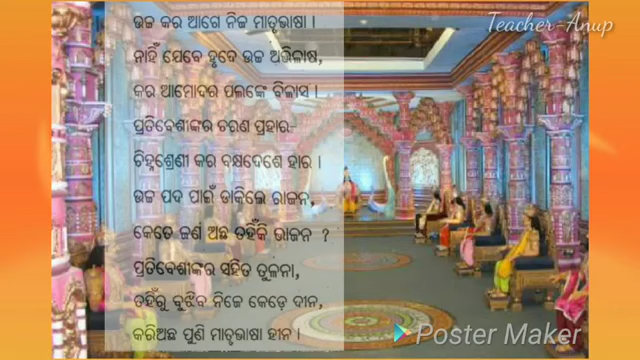 Teacher-Anup
ଉଚ୍ଚ କର ଆଗେ ନିଜ ମାତୃଭାଷା ।
ନାହିଁ ଯେବେ ହୃଦେ ଉଚ୍ଚ ଅଭିଳାଷ,
କର ଆମୋଦର ପଲଙ୍କେ ବିଳାସ ।
ପ୍ରତିବେଶୀଙ୍କର ଚରଣ ପ୍ରହାର–
ଚିହ୍ନଶ୍ରେଣୀ କର ବକ୍ଷଦେଶେ ହାର ।
ଉଚ୍ଚ ପଦ ପାଇଁ ଡାକିଲେ ରାଜନ,
କେତେ ଜଣ ଅଛ ତହିଁକି ଭାଜନ ?
ପ୍ରତିବେଶୀଙ୍କର ସହିତ ତୁଳନା,
ତହିଁରୁ ବୁଝିବ ନିଜେ କେଡ଼େ ଦୀନ,
କରିଅଛ ପୁଣି ମାତୃଭାଷା ହୀନ ।
Poster Maker